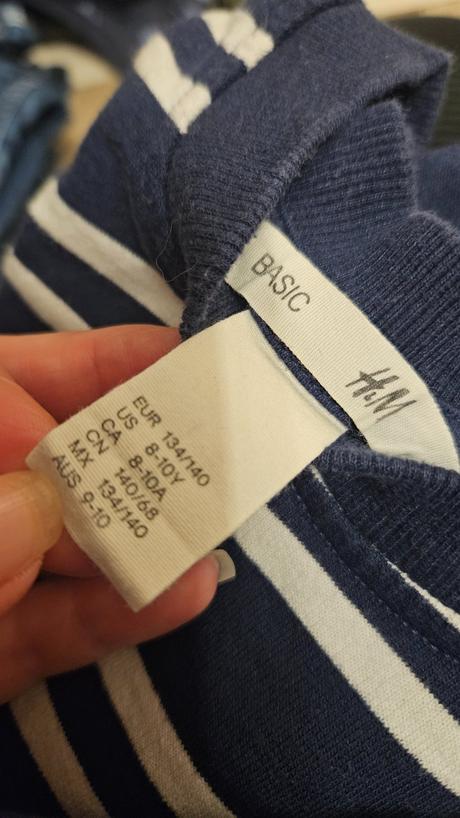 BASIC
H&M
EUR 134/140
US 8-10Y
CA 8-10A
CN 140/68
MX 134/140
AUS 9-10